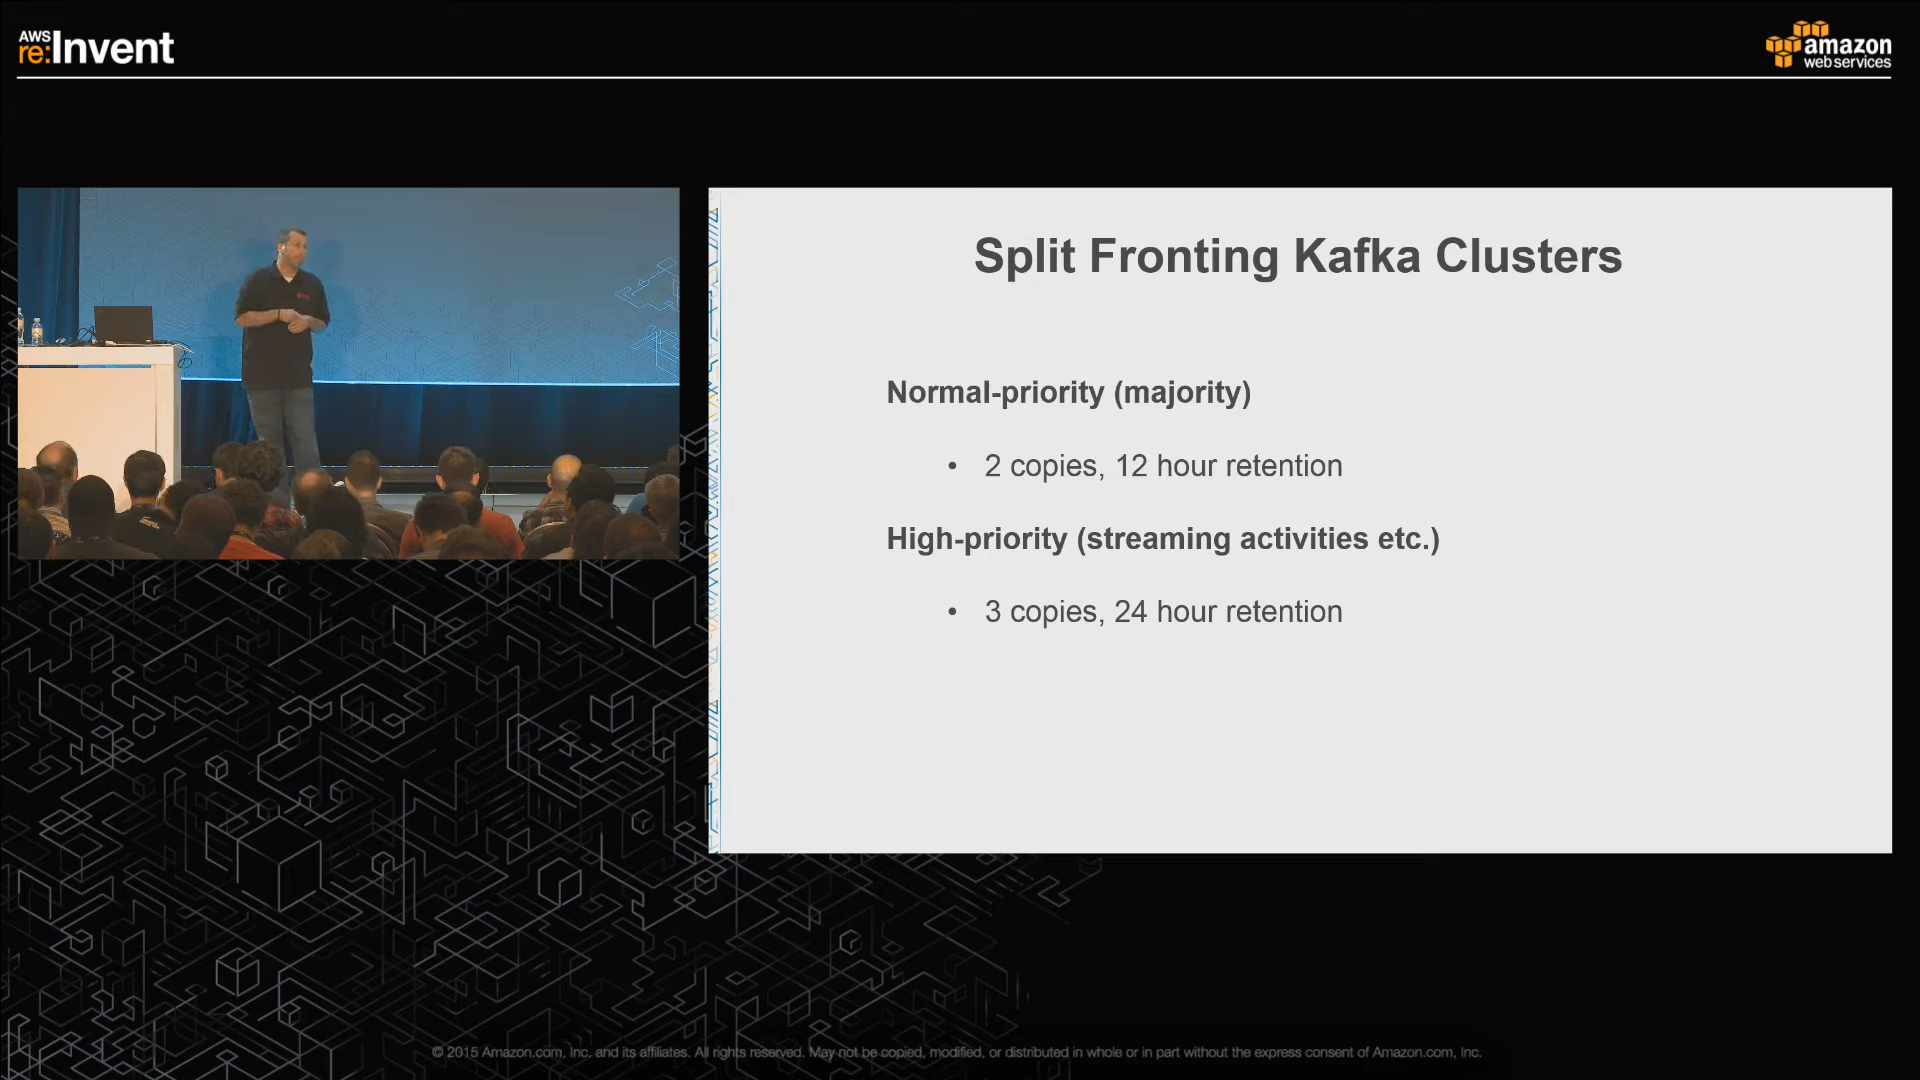 AWS
re:Invent
amazon
web services
Split Fronting Kafka Clusters
Normal-priority (majority)
• 2 copies, 12 hour retention
High-priority (streaming activities etc.)
• 3 copies, 24 hour retention
© 2015 Amazon.com, Inc. and its affiliates. All rights reserved. May not be copied, modified, or distributed in whole or in part without the express consent of Amazon.com, Inc.